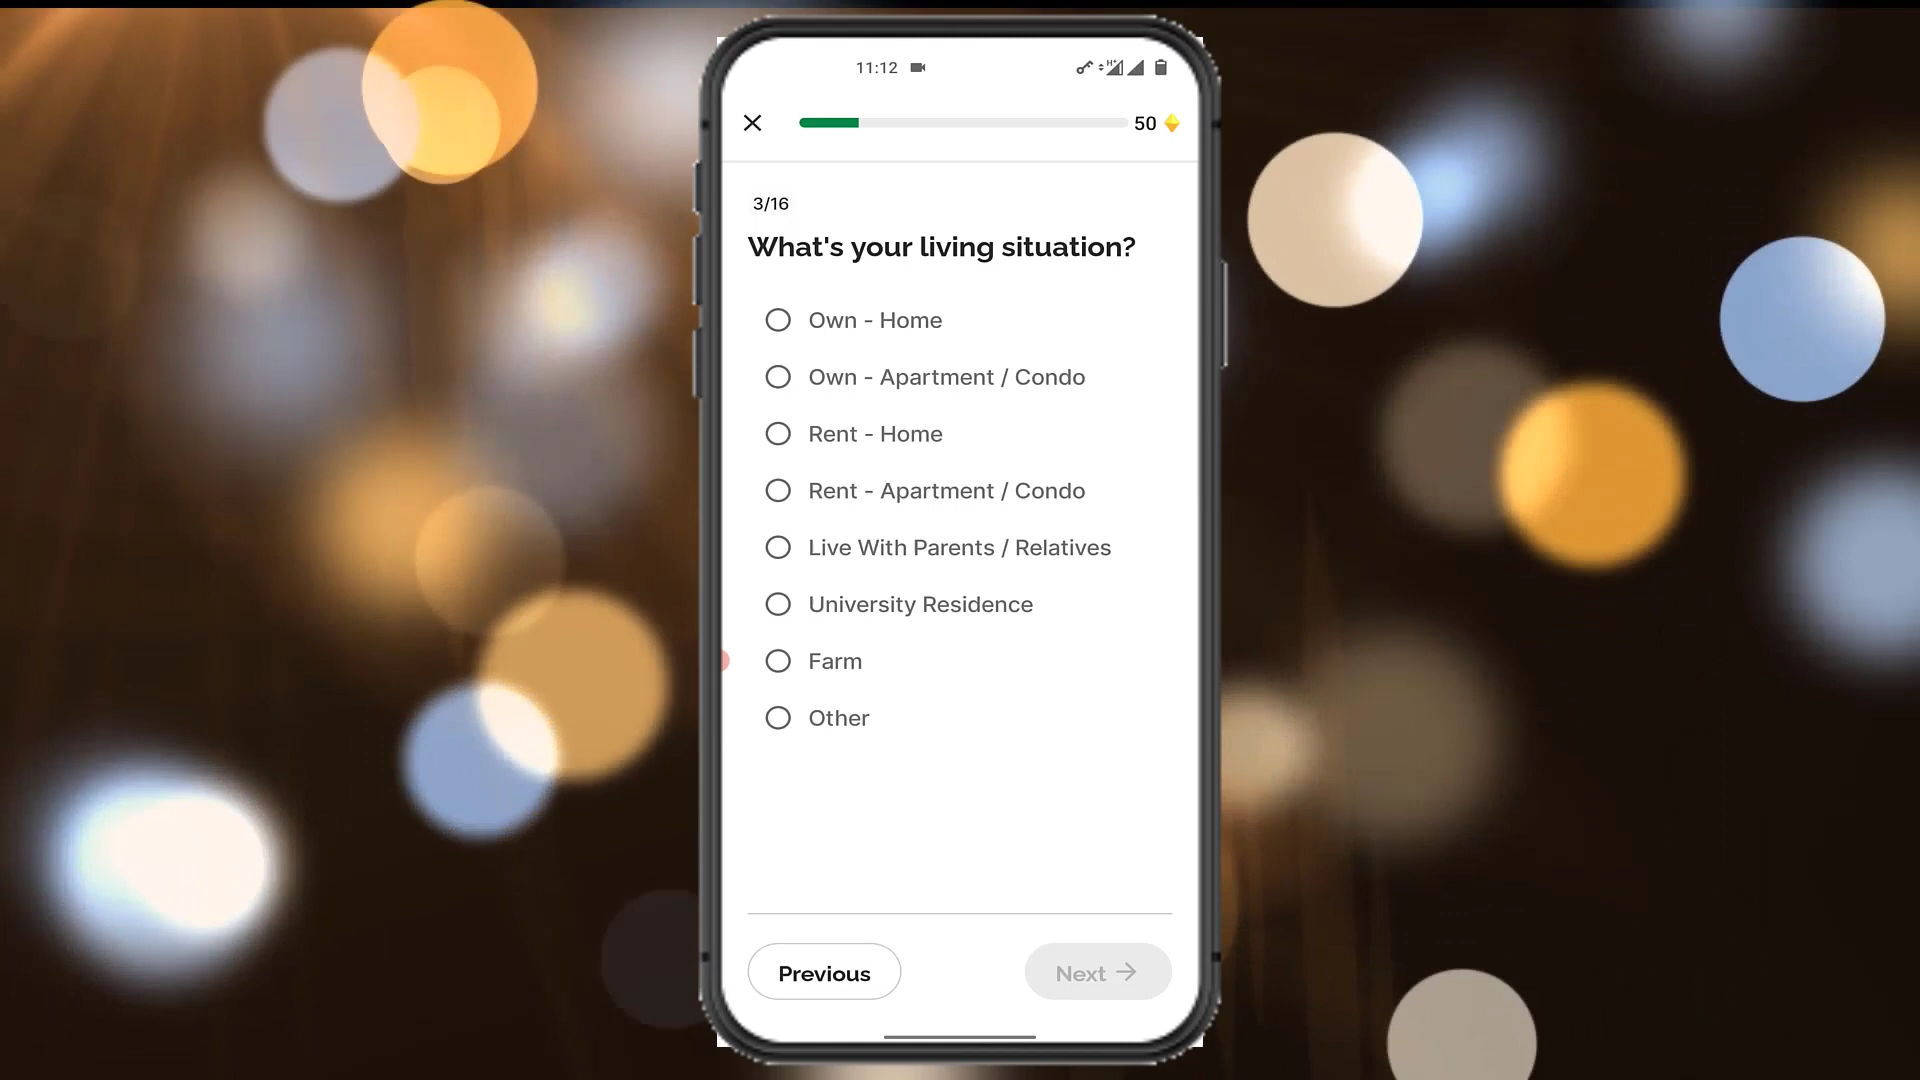 11:12
H+
50
3/16
What's your living situation?
Own - Home
Own - Apartment / Condo
Rent - Home
Rent - Apartment / Condo
Live With Parents / Relatives
University Residence
Farm
Other
Previous
Next